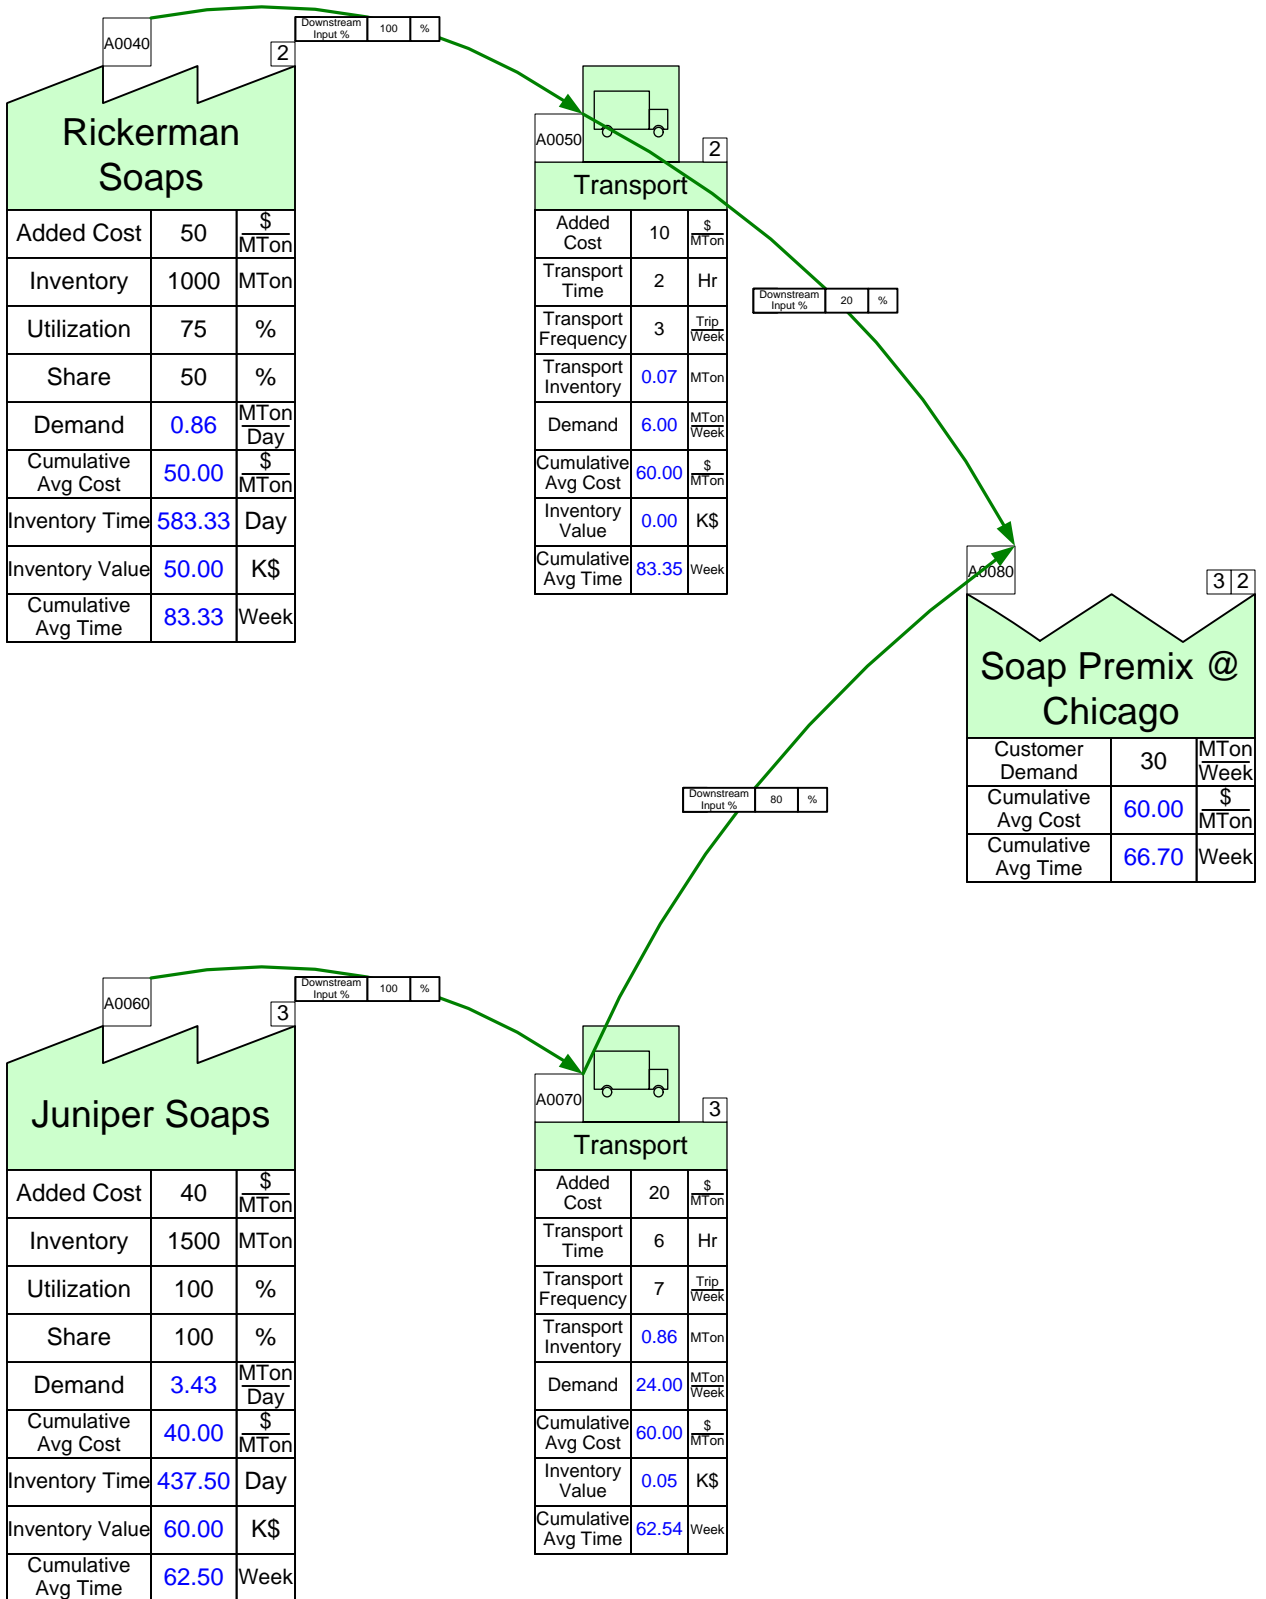 A0040
2
Downstream Input % 100 %
Rickerman
Soaps
Added Cost 50 $/MTon
Inventory 1000 MTon
Utilization 75 %
Share 50 %
Demand 0.86 MTon/Day
Cumulative Avg Cost 50.00 $/MTon
Inventory Time 583.33 Day
Inventory Value 50.00 K$
Cumulative Avg Time 83.33 Week
A0050
2
Transport
Added Cost 10 $/MTon
Transport Time 2 Hr
Transport Frequency 3 Trip/Week
Transport Inventory 0.07 MTon
Demand 6.00 MTon/Week
Cumulative Avg Cost 60.00 $/MTon
Inventory Value 0.00 K$
Cumulative Avg Time 83.35 Week
Downstream Input % 20 %
A0080
3 2
Soap Premix @
Chicago
Customer Demand 30 MTon/Week
Cumulative Avg Cost 60.00 $/MTon
Cumulative Avg Time 66.70 Week
Downstream Input % 80 %
A0060
3
Downstream Input % 100 %
Juniper Soaps
Added Cost 40 $/MTon
Inventory 1500 MTon
Utilization 100 %
Share 100 %
Demand 3.43 MTon/Day
Cumulative Avg Cost 40.00 $/MTon
Inventory Time 437.50 Day
Inventory Value 60.00 K$
Cumulative Avg Time 62.50 Week
A0070
3
Transport
Added Cost 20 $/MTon
Transport Time 6 Hr
Transport Frequency 7 Trip/Week
Transport Inventory 0.86 MTon
Demand 24.00 MTon/Week
Cumulative Avg Cost 60.00 $/MTon
Inventory Value 0.05 K$
Cumulative Avg Time 62.54 Week